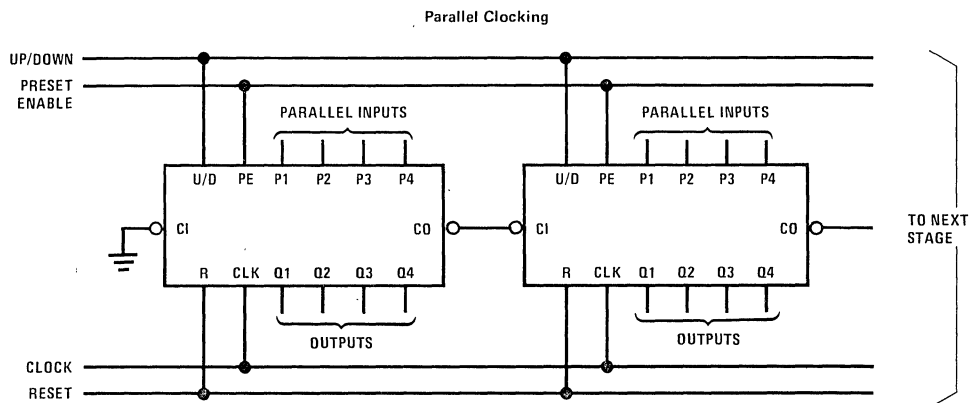 Parallel Clocking
UP/DOWN
PRESET
ENABLE
PARALLEL INPUTS
PARALLEL INPUTS
U/D PE P1 P2 P3 P4
U/D PE P1 P2 P3 P4
CI CO
CI CO
TO NEXT
STAGE
R CLK Q1 Q2 Q3 Q4
R CLK Q1 Q2 Q3 Q4
OUTPUTS
OUTPUTS
CLOCK
RESET